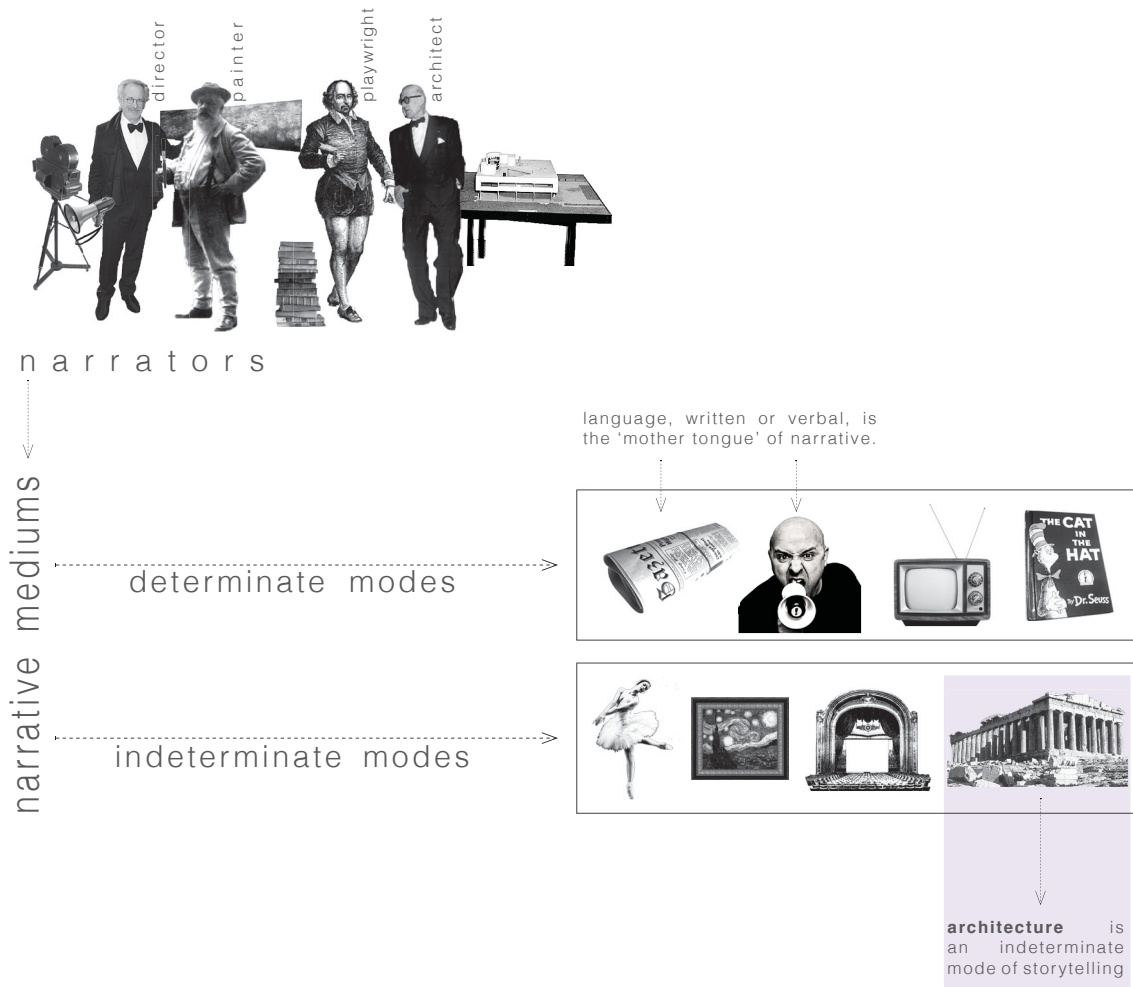 director
painter
playwright
architect
narrators
language, written or verbal, is
the ‘mother tongue’ of narrative.
narrative mediums
determinate modes
THE CAT
IN
THE
HAT
By Dr. Seuss
indeterminate modes
architecture is
an indeterminate
mode of storytelling